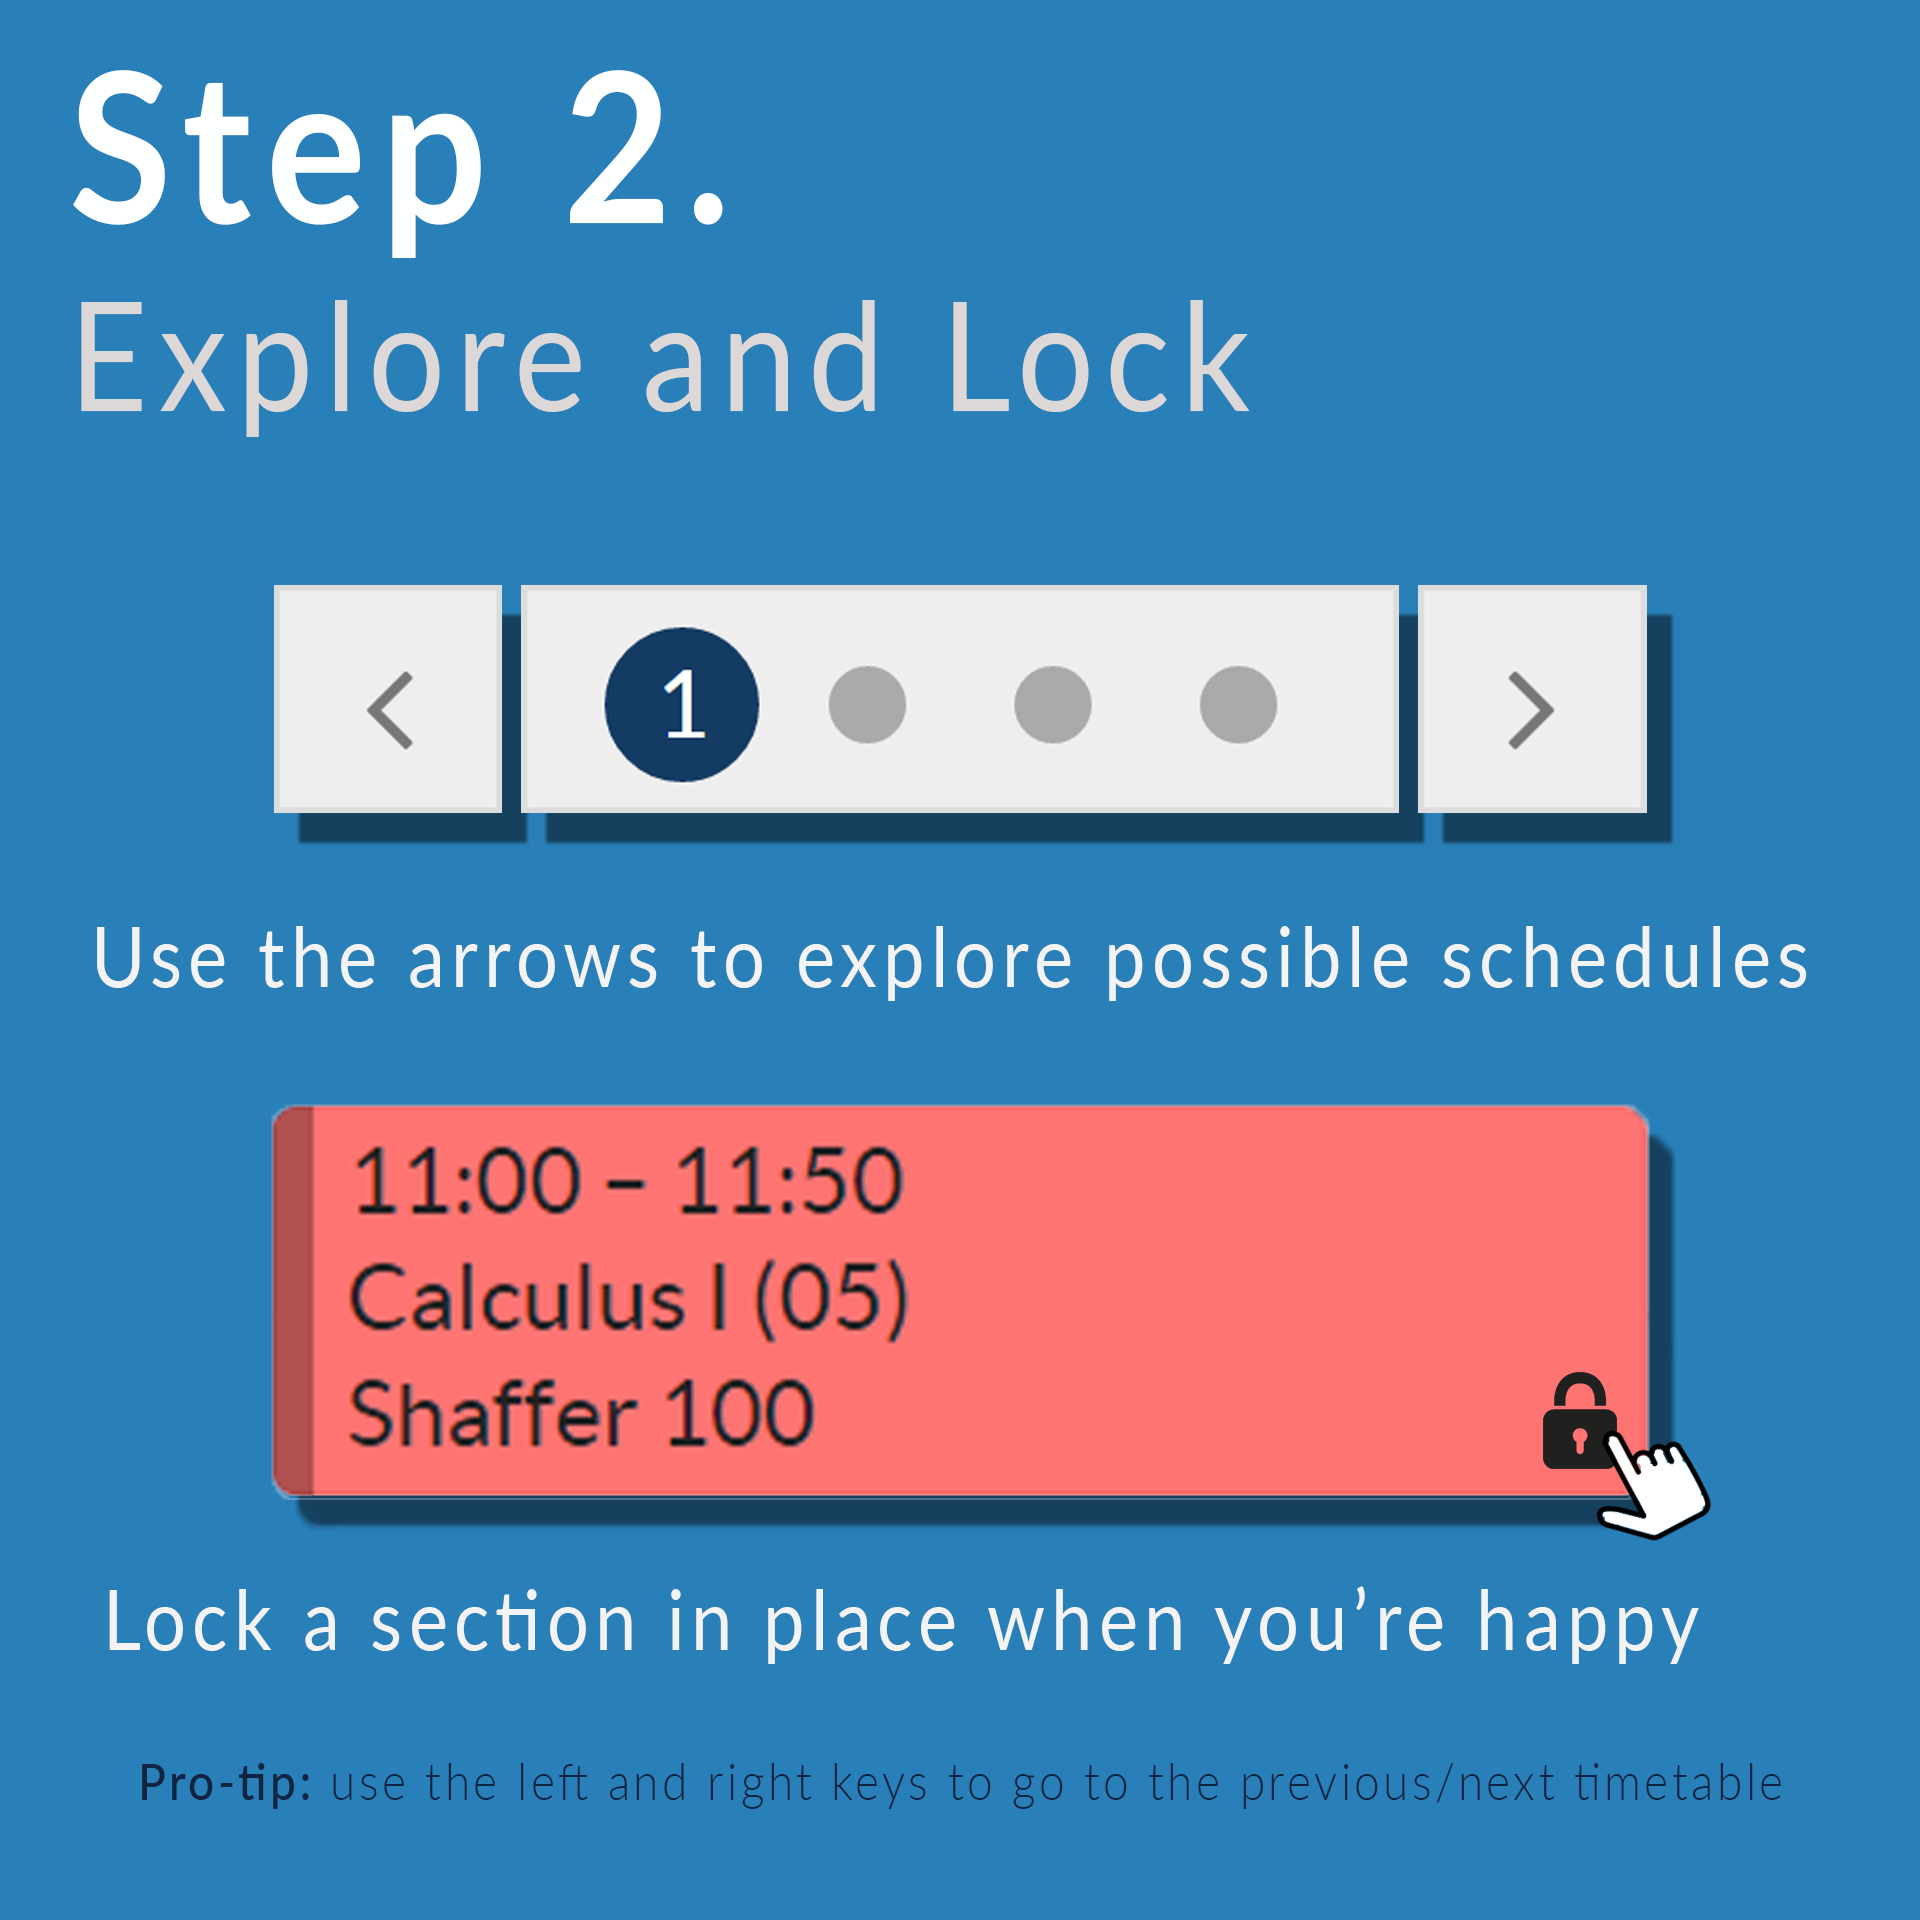 Step 2.
Explore and Lock
1
Use the arrows to explore possible schedules
11:00 – 11:50
Calculus I (05)
Shaffer 100
Lock a section in place when you’re happy
Pro-tip: use the left and right keys to go to the previous/next timetable